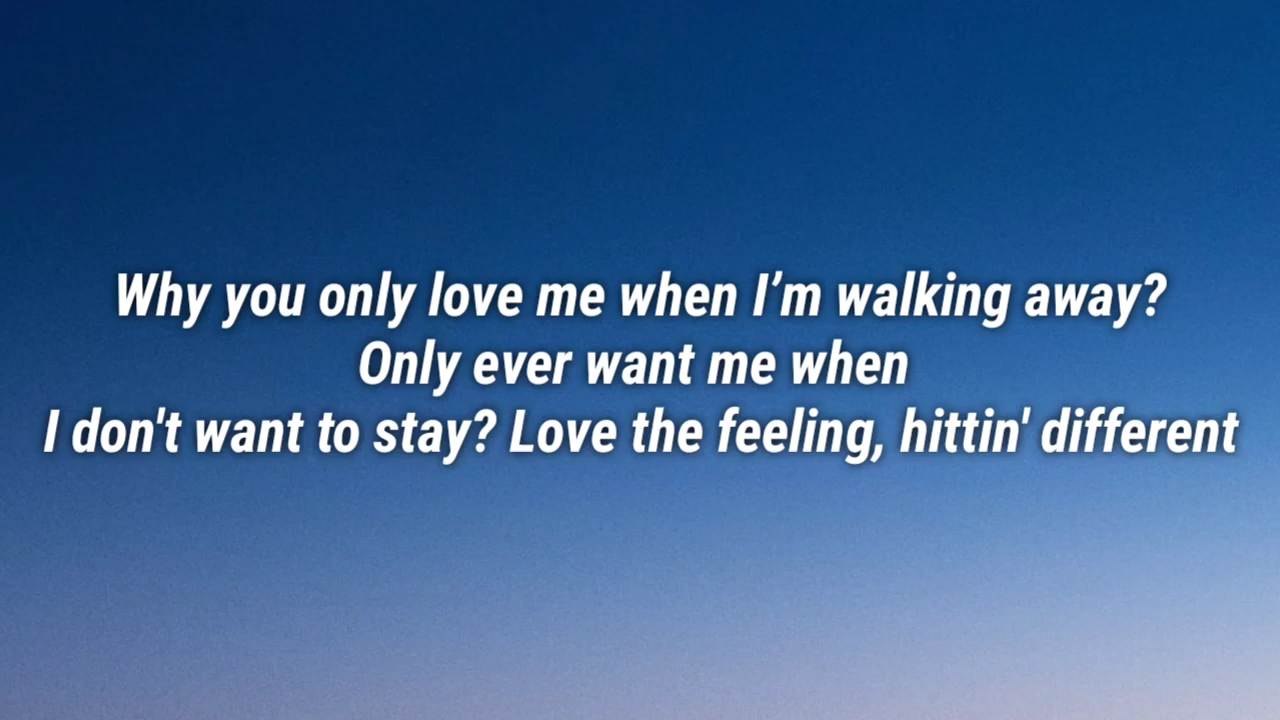 Why you only love me when I’m walking away?
Only ever want me when
I don't want to stay? Love the feeling, hittin' different